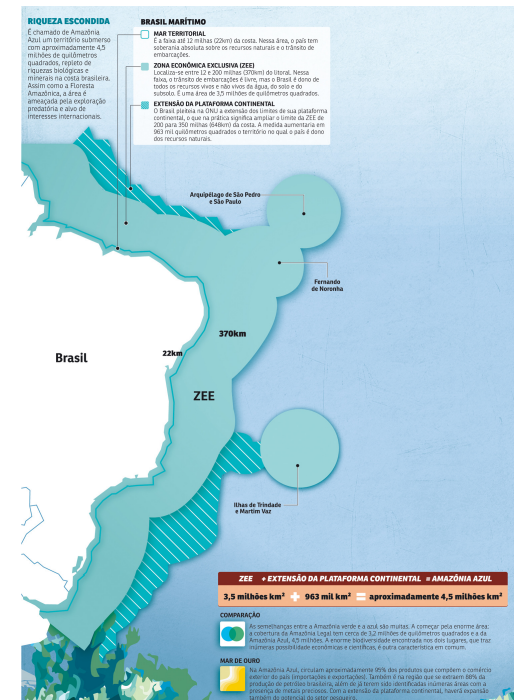 RIQUEZA ESCONDIDA
É chamado de Amazônia
Azul um território submerso
com aproximadamente 4,5
milhões de quilômetros
quadrados, repleto de
riquezas biológicas e
minerais na costa brasileira.
Assim como a Floresta
Amazônica, a área é
ameaçada pela exploração
predatória e alvo de
interesses internacionais.
BRASIL MARÍTIMO
MAR TERRITORIAL
É a faixa até 12 milhas (22km) da costa. Nessa área, o país tem
soberania absoluta sobre os recursos naturais e o trânsito de
embarcações.
ZONA ECONÔMICA EXCLUSIVA (ZEE)
Localiza-se entre 12 e 200 milhas (370km) do litoral. Nessa
faixa, o trânsito de embarcações é livre, mas o Brasil é dono de
todos os recursos vivos e não vivos da água, do solo e do
subsolo. É uma área de 3,5 milhões de quilômetros quadrados.
EXTENSÃO DA PLATAFORMA CONTINENTAL
O Brasil pleiteia na ONU a extensão dos limites de sua plataforma
continental, o que na prática significa ampliar o limite da ZEE de
200 para 350 milhas (648km) da costa. A medida aumentaria em
963 mil quilômetros quadrados o território no qual o país é dono
dos recursos naturais.
Arquipélago de São Pedro
e São Paulo
Fernando
de Noronha
370km
22km
Brasil
ZEE
Ilhas de Trindade
e Martim Vaz
ZEE + EXTENSÃO DA PLATAFORMA CONTINENTAL = AMAZÔNIA AZUL
3,5 milhões km² + 963 mil km² = aproximadamente 4,5 milhões km²
COMPARAÇÃO
As semelhanças entre a Amazônia verde e a azul são muitas. A começar pela enorme área:
a cobertura da Amazônia Legal tem cerca de 3,2 milhões de quilômetros quadrados e a da
Amazônia Azul, 4,5 milhões. A enorme biodiversidade encontrada nos dois lugares, que traz
inúmeras possibilidade econômicas e científicas, é outra característica em comum.
MAR DE OURO
Na Amazônia Azul, circulam aproximadamente 95% dos produtos que compõem o comércio
exterior do país (importações e exportações). Também é na região que se extraem 88% da
produção de petróleo brasileira, além de já terem sido identificadas inúmeras áreas com a
presença de metais preciosos. Com a extensão da plataforma continental, haverá expansão
também do potencial do setor pesqueiro.